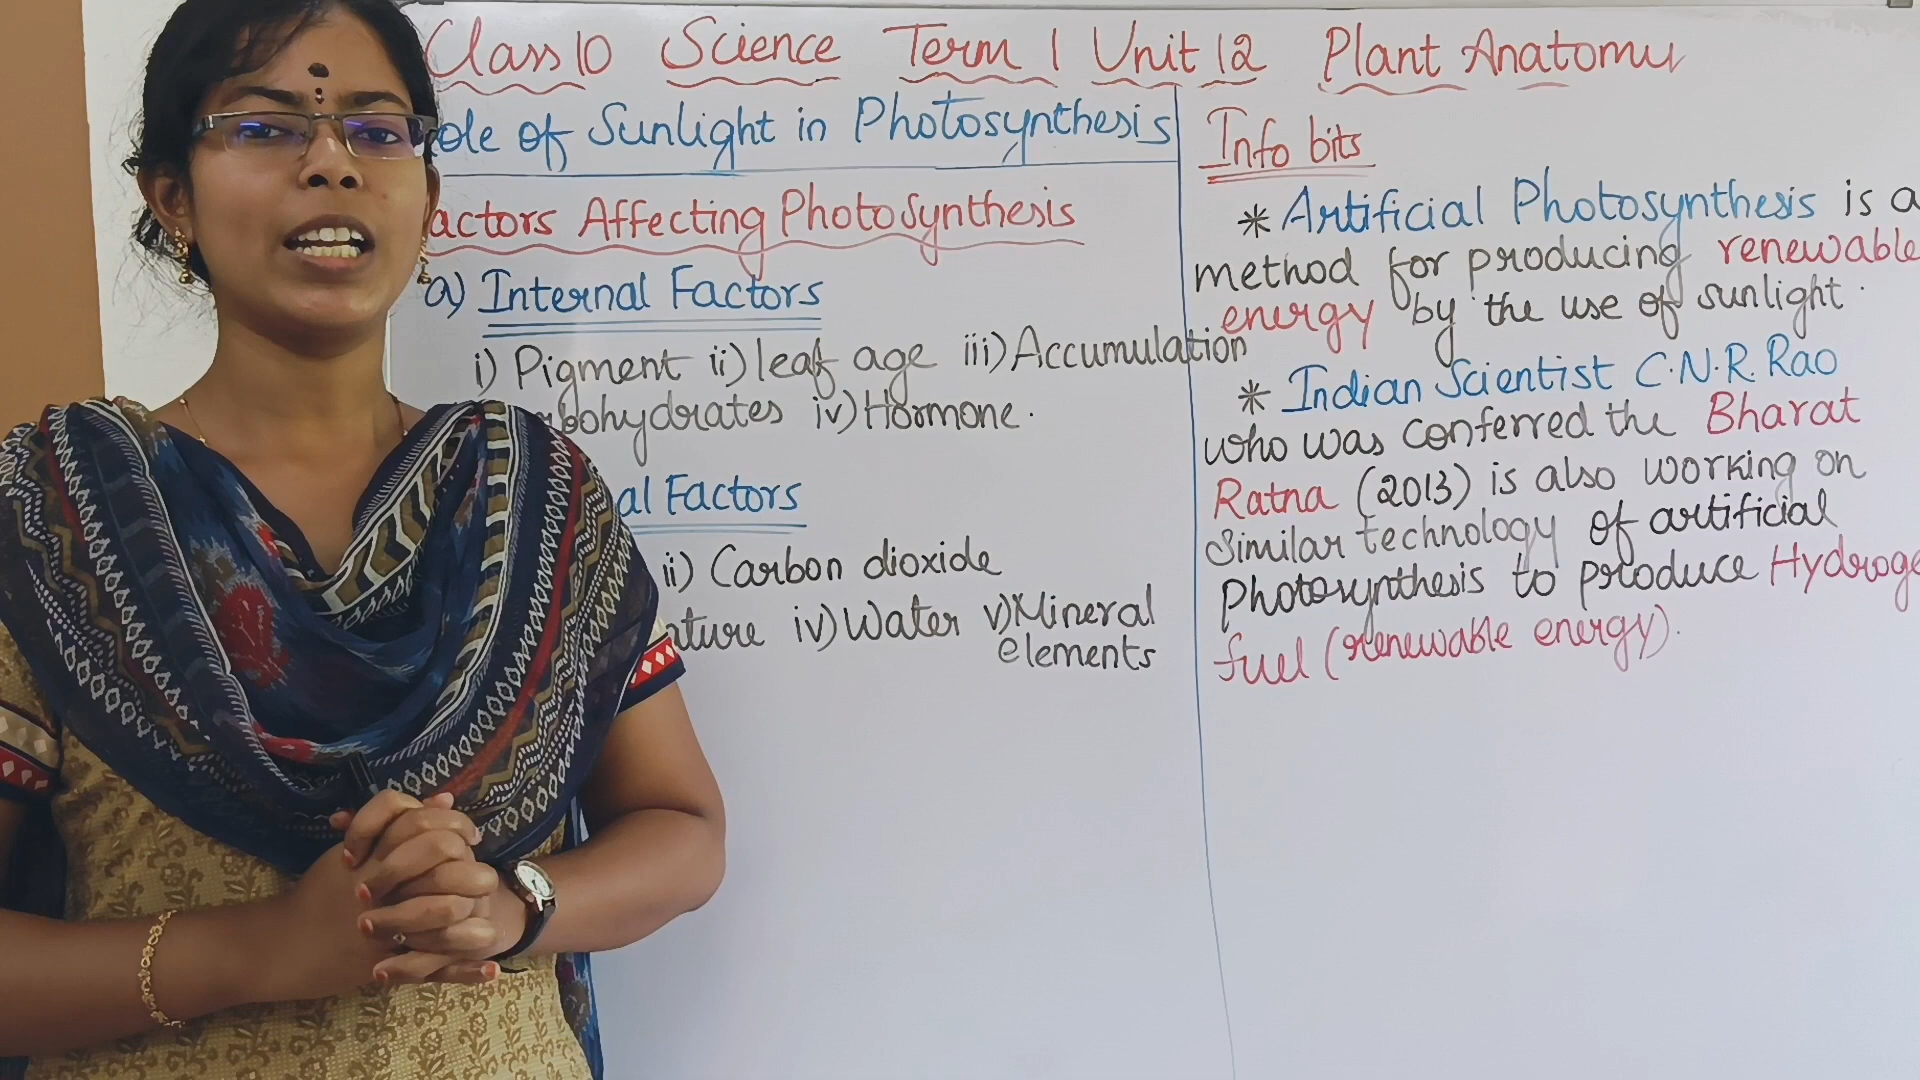 Class 10 Science Term 1 Unit 12 Plant Anatomy
ole of Sunlight in Photosynthesis
actors Affecting Photosynthesis
a) Internal Factors
i) Pigment ii) leaf age iii) Accumulation
bohydrates iv) Hormone.
al Factors
ii) Carbon dioxide
ature iv) Water v) Mineral
elements
Info bits
* Artificial Photosynthesis is a
method for producing renewable
energy by the use of sunlight.
* Indian Scientist C.N.R. Rao
who was conferred the Bharat
Ratna (2013) is also working on
Similar technology of artificial
Photosynthesis to produce Hydroge
fuel (renewable energy).